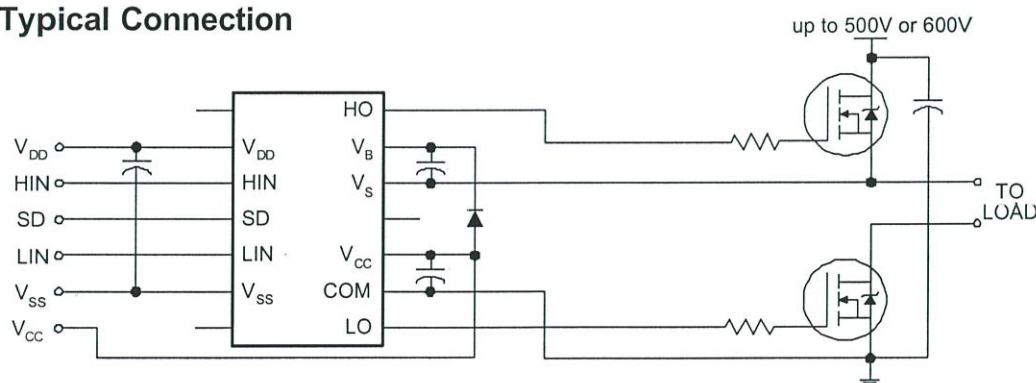 Typical Connection
up to 500V or 600V
HO
V_DD V_DD V_B
HIN HIN V_S
SD SD
TO
LOAD
LIN LIN V_CC
V_SS V_SS COM
V_CC LO